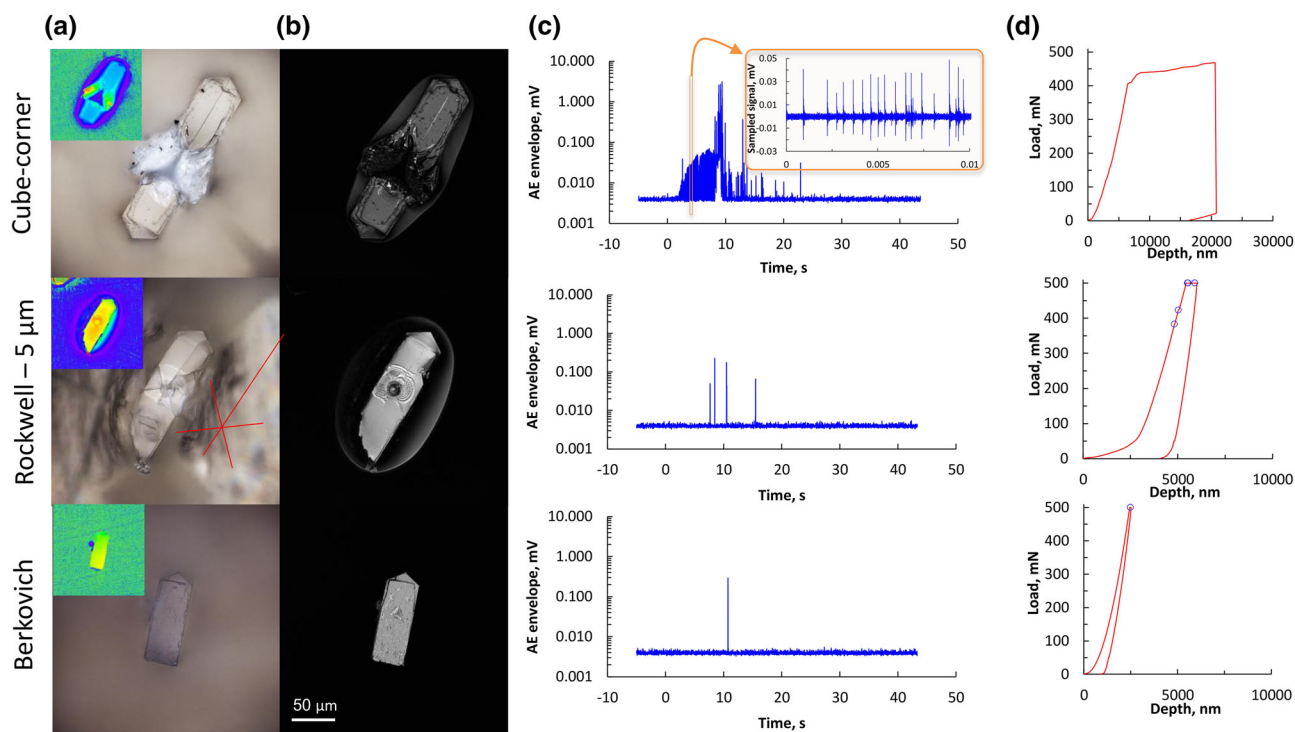 (a) (b) (c) (d)
Cube-corner
AE envelope, mV
10.000
1.000
0.100
0.010
0.001
-10 0 10 20 30 40 50
Time, s
Sampled signal, mV
0.05
0.03
0.01
-0.01
-0.03
0 0.005 0.01
Load, mN
500
400
300
200
100
0
0 10000 20000 30000
Depth, nm
Rockwell – 5 µm
AE envelope, mV
10.000
1.000
0.100
0.010
0.001
-10 0 10 20 30 40 50
Time, s
Load, mN
500
400
300
200
100
0
0 5000 10000
Depth, nm
Berkovich
50 µm
AE envelope, mV
10.000
1.000
0.100
0.010
0.001
-10 0 10 20 30 40 50
Time, s
Load, mN
500
400
300
200
100
0
0 5000 10000
Depth, nm